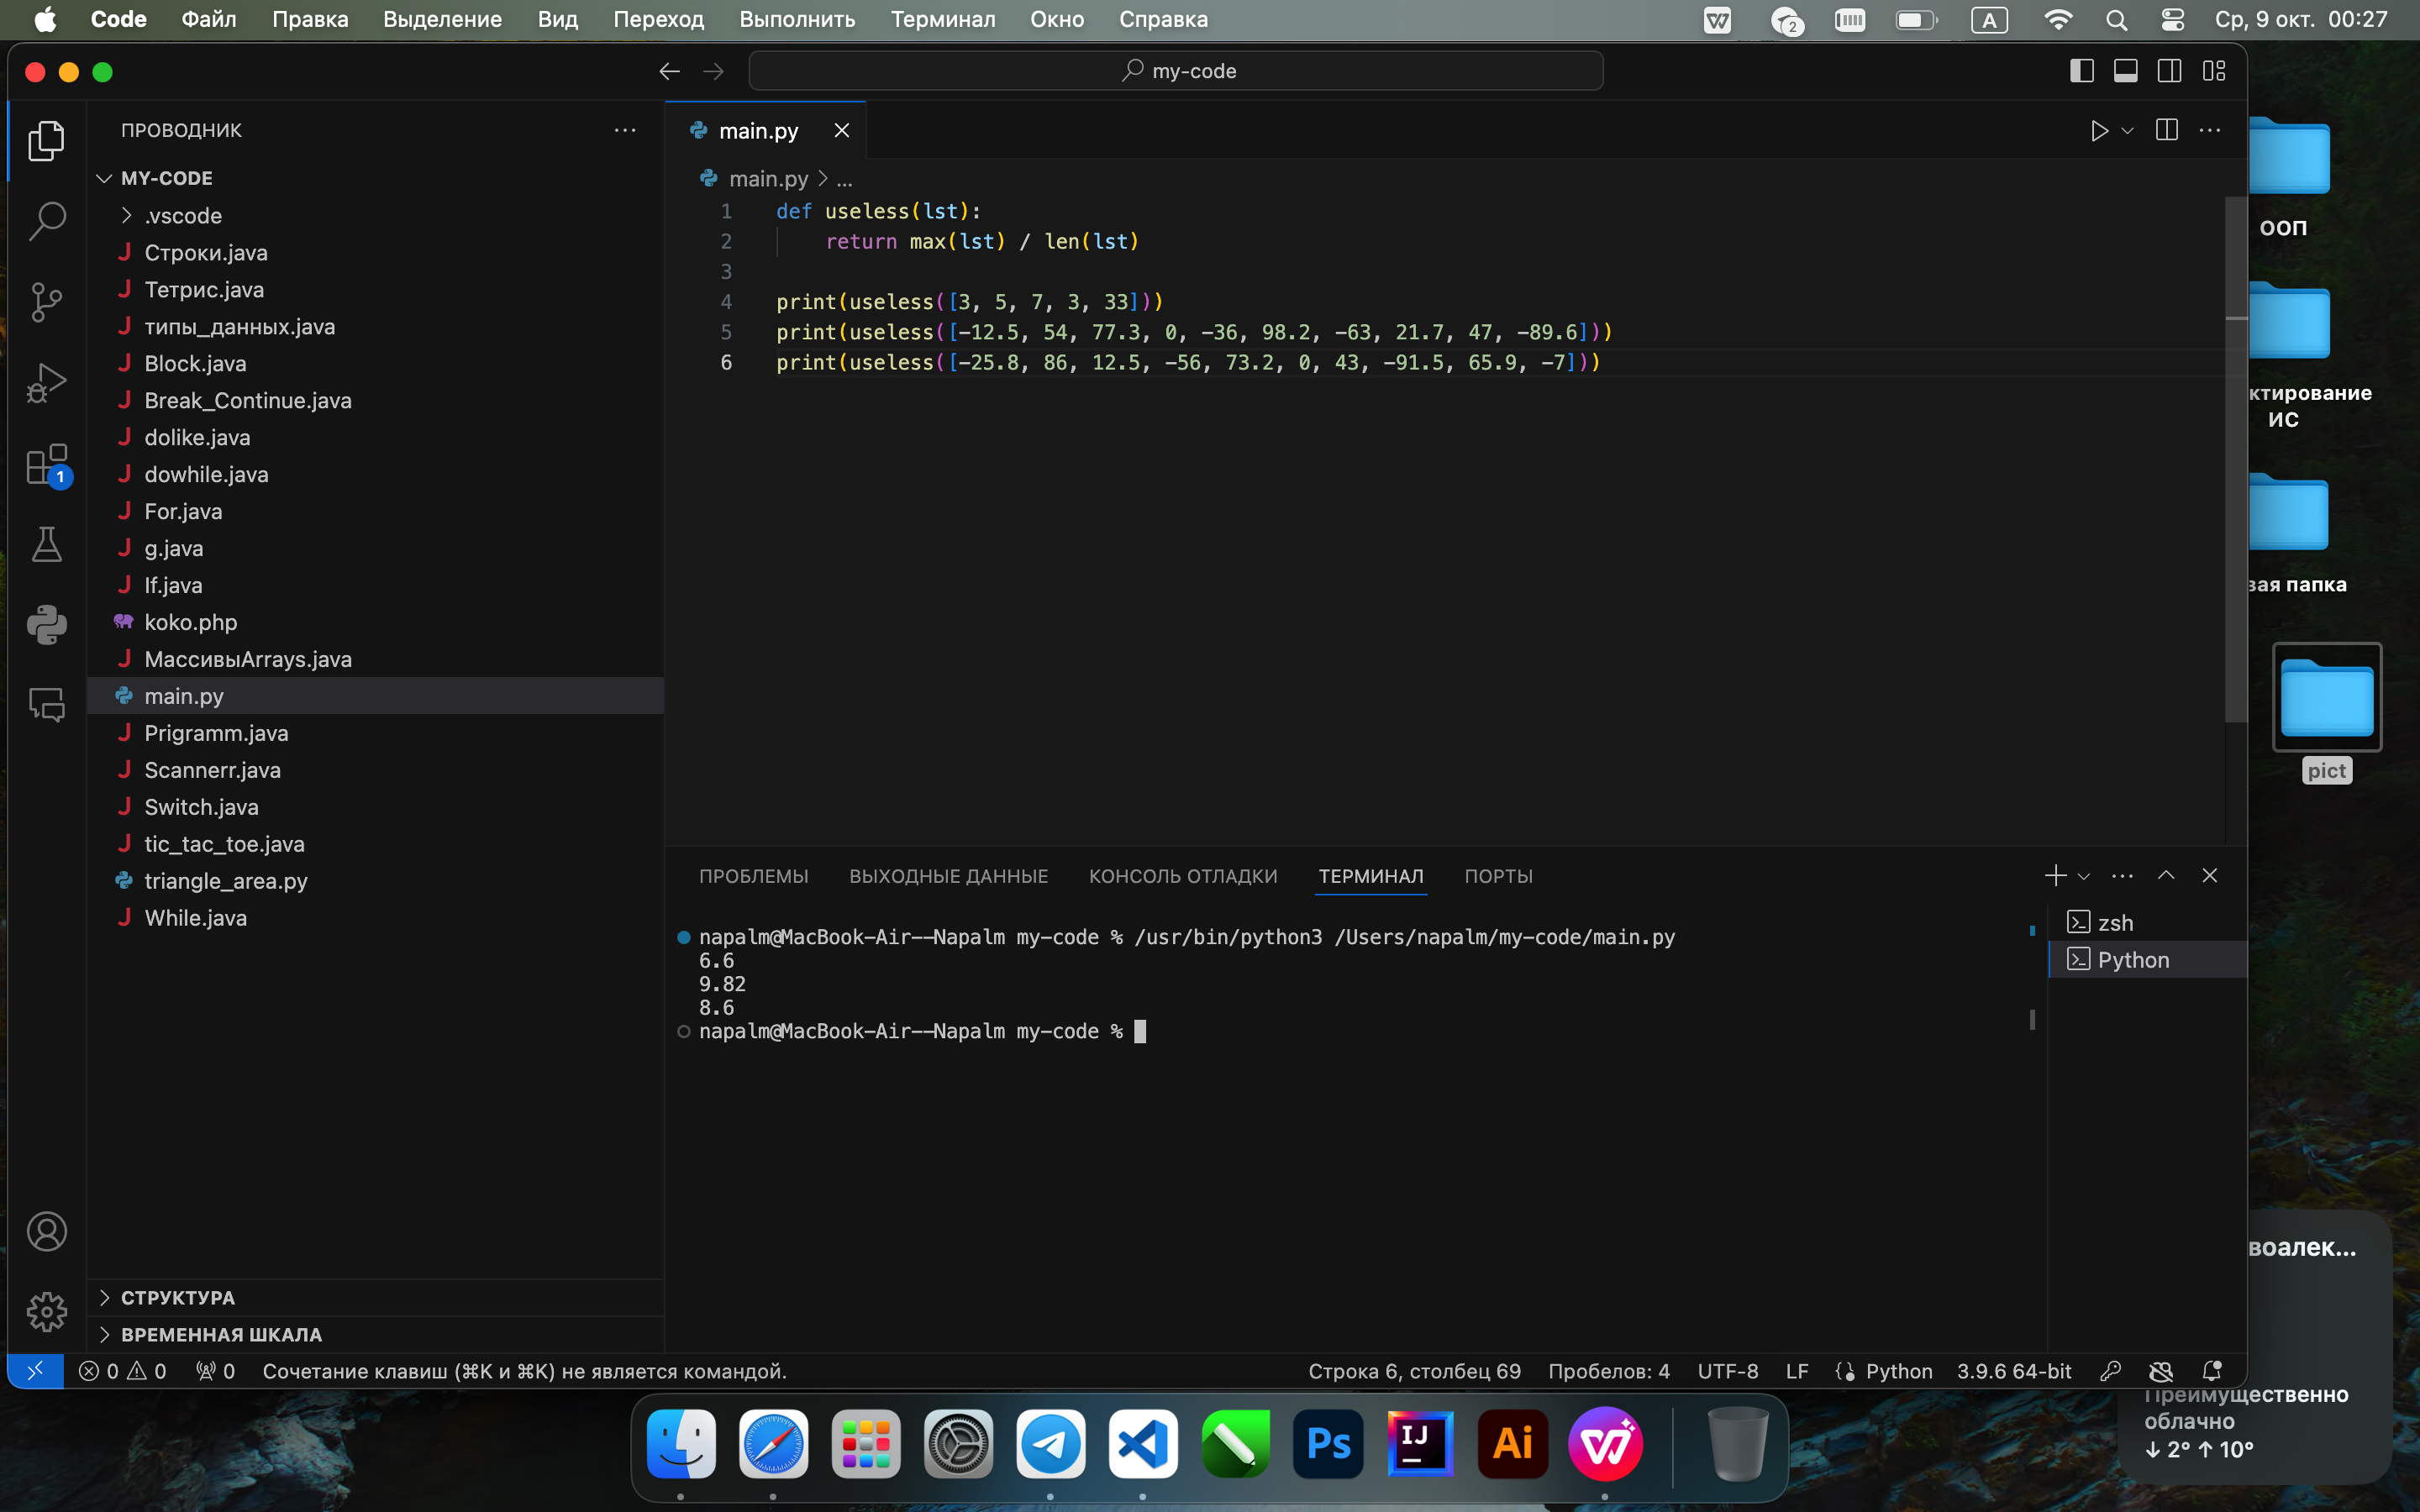 Code Файл Правка Выделение Вид Переход Выполнить Терминал Окно Справка 2 A Ср, 9 окт. 00:27
my-code
ПРОВОДНИК
MY-CODE
.vscode
Строки.java
Тетрис.java
типы_данных.java
Block.java
Break_Continue.java
dolike.java
dowhile.java
For.java
g.java
If.java
koko.php
МассивыArrays.java
main.py
Prigramm.java
Scannerr.java
Switch.java
tic_tac_toe.java
triangle_area.py
While.java
СТРУКТУРА
ВРЕМЕННАЯ ШКАЛА
1
main.py
main.py > ...
1 def useless(lst):
2 return max(lst) / len(lst)
3
4 print(useless([3, 5, 7, 3, 33]))
5 print(useless([-12.5, 54, 77.3, 0, -36, 98.2, -63, 21.7, 47, -89.6]))
6 print(useless([-25.8, 86, 12.5, -56, 73.2, 0, 43, -91.5, 65.9, -7]))
ПРОБЛЕМЫ ВЫХОДНЫЕ ДАННЫЕ КОНСОЛЬ ОТЛАДКИ ТЕРМИНАЛ ПОРТЫ
napalm@MacBook-Air--Napalm my-code % /usr/bin/python3 /Users/napalm/my-code/main.py
6.6
9.82
8.6
napalm@MacBook-Air--Napalm my-code %
zsh
Python
0 0 0 Сочетание клавиш (⌘K и ⌘K) не является командой. Строка 6, столбец 69 Пробелов: 4 UTF-8 LF Python 3.9.6 64-bit
ООП
ктирование
ИС
вая папка
pict
воалек...
Преимущественно
облачно
↓ 2° ↑ 10°
Ps
IJ
Ai